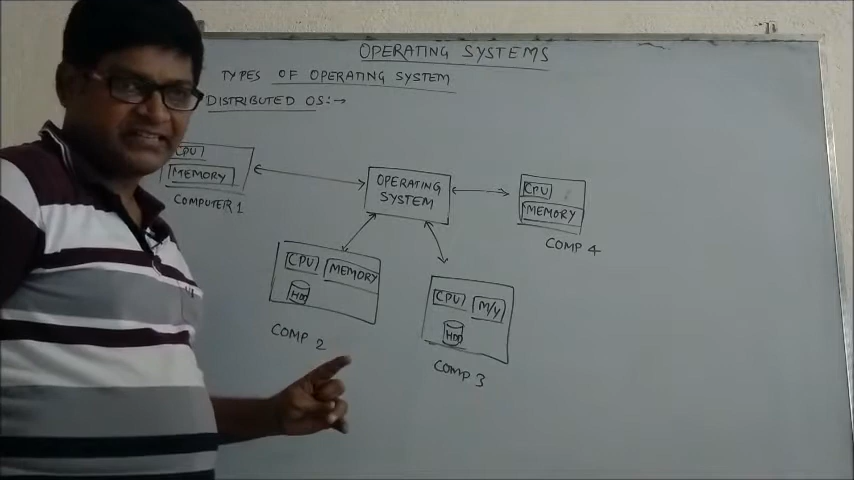 OPERATING SYSTEMS
TYPES OF OPERATING SYSTEM
DISTRIBUTED OS:→
CPU
MEMORY
COMPUTER 1
OPERATING
SYSTEM
CPU
MEMORY
COMP 4
CPU
MEMORY
HDD
COMP 2
CPU
M/Y
HDD
COMP 3